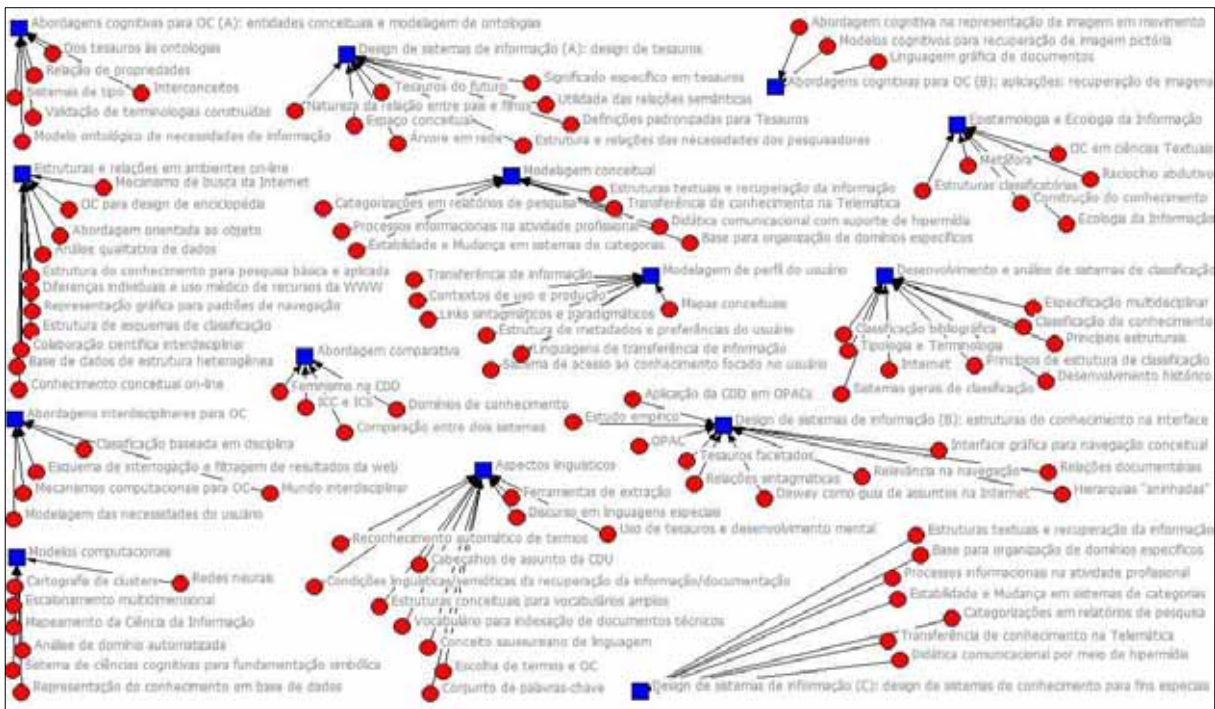 Abordagens cognitivas para OC (A): entidades conceituais e modelagem de ontologias
Dos tesauros às ontologias
Relação de propriedades
Interconceitos
Sistemas de tipo
Validação de terminologias construídas
Modelo ontológico de necessidades de informação
Design de sistemas de informação (A): design de tesauros
Significado específico em tesauros
Tesauros do futuro
Utilidade das relações semânticas
Natureza da relação entre pais e filhos
Definições padronizadas para Tesauros
Espaço conceitual
Árvore em rede
Estrutura e relações das necessidades dos pesquisadores
Abordagem cognitiva na representação de imagem em movimento
Modelos cognitivos para recuperação de imagem pictória
Linguagem gráfica de documentos
Abordagens cognitivas para OC (B): aplicações: recuperação de imagens
Epistemologia e Ecologia da Informação
OC em ciências Textuais
Metáfora
Raciocínio abdutivo
Estruturas classificatórias
Construção do conhecimento
Ecologia da Informação
Estruturas e relações em ambientes on-line
Mecanismo de busca da Internet
OC para design de enciclopédia
Abordagem orientada ao objeto
Análise qualitativa de dados
Estrutura do conhecimento para pesquisa básica e aplicada
Diferenças individuais e uso médico de recursos da WWW
Representação gráfica para padrões de navegação
Estrutura de esquemas de classificação
Colaboração científica interdisciplinar
Base de dados de estrutura heterogênea
Conhecimento conceitual on-line
Modelagem conceitual
Estruturas textuais e recuperação da informação
Categorizações em relatórios de pesquisa
Transferência de conhecimento na Telemática
Processos informacionais na atividade profissional
Didática comunicacional com suporte de hipermídia
Estabilidade e Mudança em sistemas de categorias
Base para organização de domínios específicos
Transferência de informação
Modelagem de perfil do usuário
Contextos de uso e produção
Mapas conceituais
Links sintagmáticos e paradigmáticos
Estrutura de metadados e preferências do usuário
Linguagens de transferência de informação
Sistema de acesso ao conhecimento focado no usuário
Desenvolvimento e análise de sistemas de classificação
Especificação multidisciplinar
Classificação do conhecimento
Classificação bibliográfica
Princípios estruturais
Tipologia e Terminologia
Internet
Princípios de estrutura de classificação
Desenvolvimento histórico
Sistemas gerais de classificação
Abordagem comparativa
Feminismo na CDD
ICC e ICS
Domínios de conhecimento
Comparação entre dois sistemas
Aplicação da CDD em OPACs
Estudo empírico
Design de sistemas de informação (B): estruturas do conhecimento na interface
OPAC
Interface gráfica para navegação conceitual
Tesauros facetados
Relevância na navegação
Relações documentárias
Relações sintagmáticas
Dewey como guia de assuntos na Internet
Hierarquias "aninhadas"
Abordagens interdisciplinares para OC
Classificação baseada em disciplina
Esquema de interrogação e filtragem de resultados da web
Mecanismos computacionais para OC
Mundo interdisciplinar
Modelagem das necessidades do usuário
Aspectos linguísticos
Ferramentas de extração
Discurso em linguagens especiais
Uso de tesauros e desenvolvimento mental
Reconhecimento automático de termos
Cabeçalhos de assunto da CDU
Condições linguísticas/semióticas da recuperação da informação/documentação
Estruturas conceituais para vocabulários amplos
Vocabulário para indexação de documentos técnicos
Conceito saussureano de linguagem
Escolha de termos e OC
Conjunto de palavras-chave
Modelos computacionais
Cartografia de clusters
Redes neurais
Escalonamento multidimensional
Mapeamento da Ciência da Informação
Análise de domínio automatizada
Sistema de ciências cognitivas para fundamentação simbólica
Representação do conhecimento em base de dados
Estruturas textuais e recuperação da informação
Base para organização de domínios específicos
Processos informacionais na atividade profissional
Estabilidade e Mudança em sistemas de categorias
Categorizações em relatórios de pesquisa
Transferência de conhecimento na Telemática
Didática comunicacional por meio de hipermídia
Design de sistemas de informação (C): design de sistemas do conhecimento para fins especiais